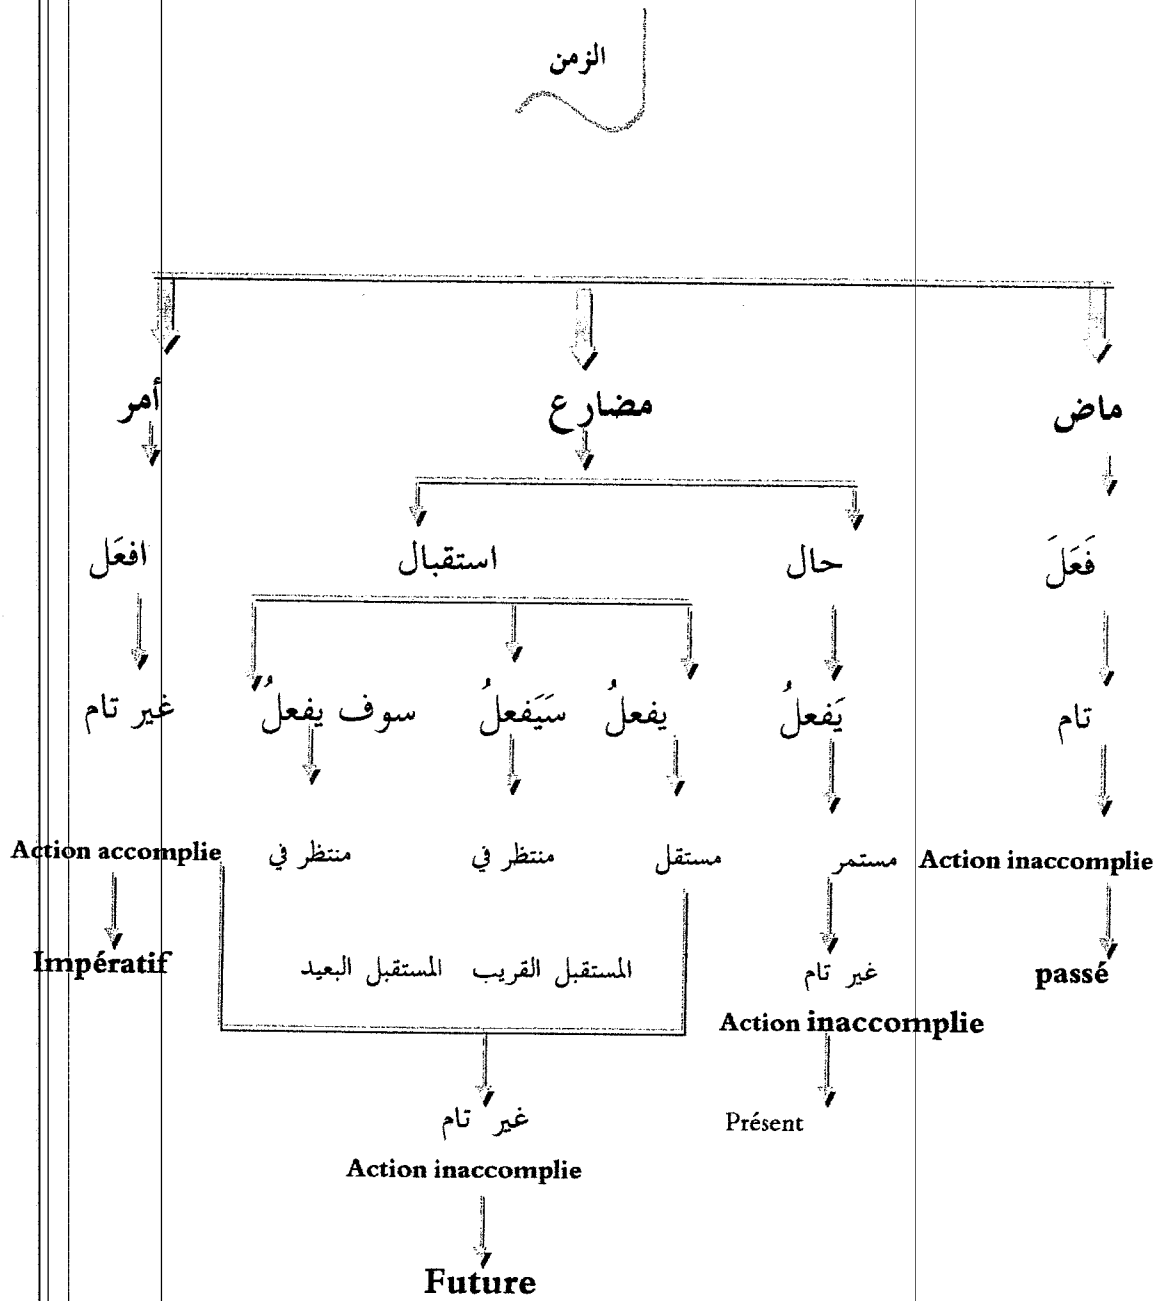 الزمن
ماض
مضارع
أمر
فَعَلَ
حال
استقبال
افعَل
تام
يَفعلُ
يفعلُ
سَيَفعلُ
سوف يفعلُ
غير تام
Action inaccomplie
مستمر
مستقل
منتظر في
منتظر في
Action accomplie
passé
غير تام
المستقبل القريب
المستقبل البعيد
Impératif
Action inaccomplie
Présent
غير تام
Action inaccomplie
Future